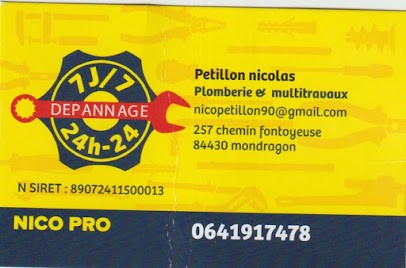 7J/7
DEPANNAGE
24h-24
Petillon nicolas
Plomberie & multitravaux
nicopetillon90@gmail.com
257 chemin fontoyeuse
84430 mondragon
N SIRET : 89072411500013
NICO PRO
0641917478